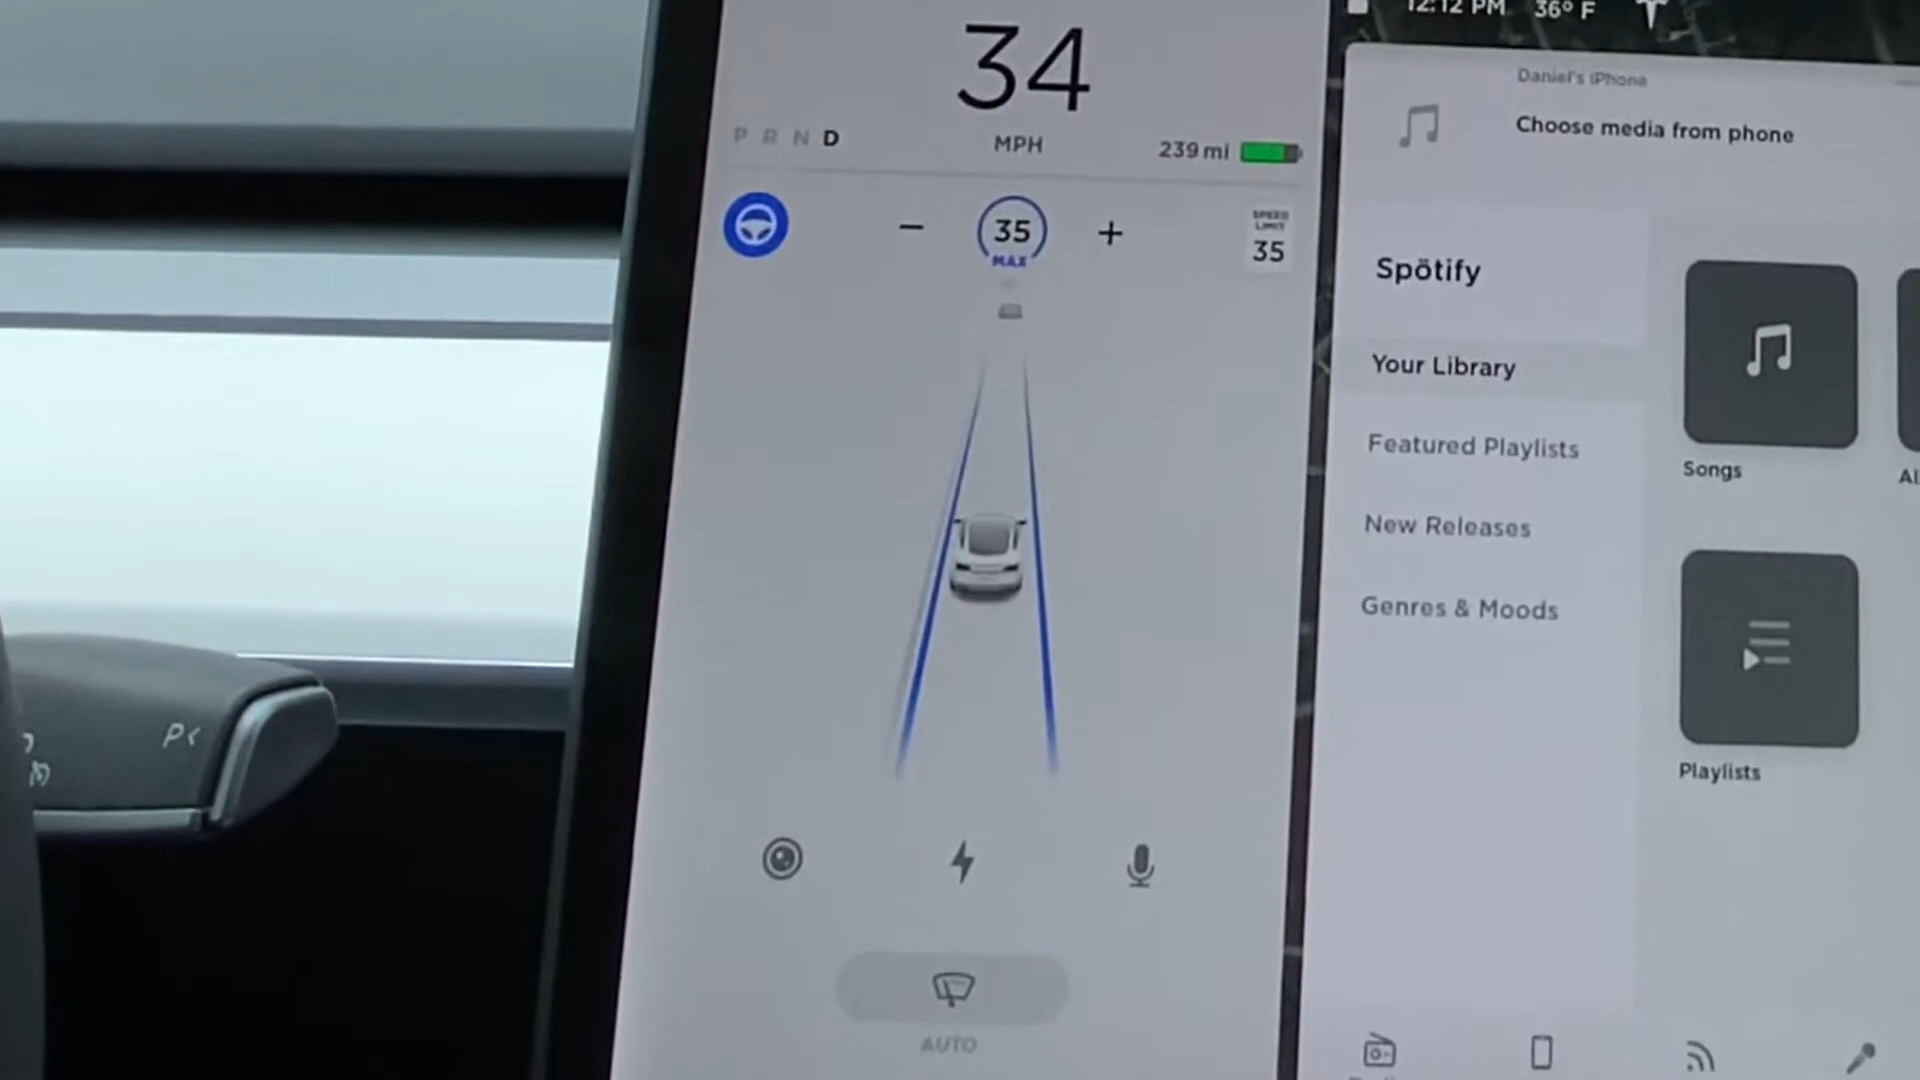 34
MPH
P R N D
239 mi
35
MAX
SPEED
LIMIT
35
AUTO
P<
12:12 PM 36° F
Daniel's iPhone
Choose media from phone
Spötify
Your Library
Featured Playlists
New Releases
Genres & Moods
Songs
Al
Playlists